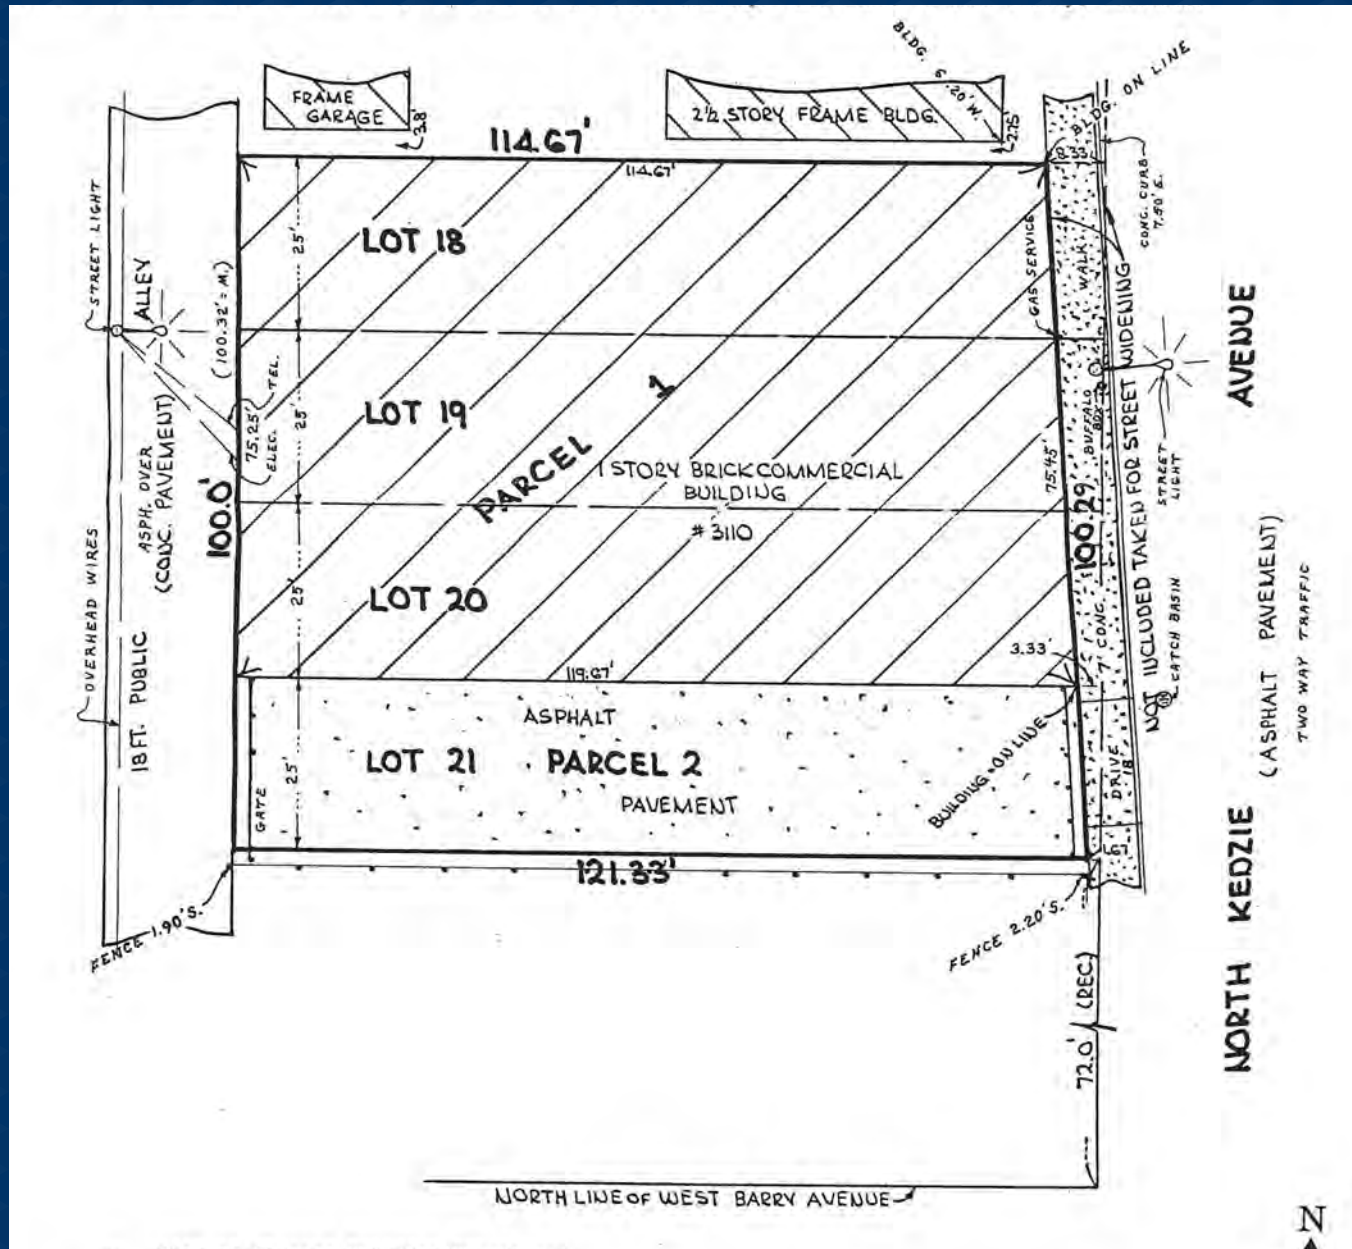 BLDG. 6.20' W.
BLDG. ON LINE
FRAME
GARAGE
3.8'
2½ STORY FRAME BLDG.
2.75'
114.67'
114.67'
8.33
CONC. CURB
7.50' E.
STREET LIGHT
ALLEY
25'
LOT 18
GAS SERVICE
WALK
(100.32' = M.)
TEL.
75.25'
ELEC.
25'
LOT 19
PARCEL 1
1 STORY BRICK COMMERCIAL
BUILDING
# 3110
75.45'
BUFFALO
BOX
STREET
LIGHT
NOT INCLUDED TAKEN FOR STREET WIDENING
AVENUE
ASPH. OVER
(CONC. PAVEMENT)
100.0'
100.29'
OVERHEAD WIRES
25'
LOT 20
7' CONC.
3.33'
CATCH BASIN
(ASPHALT PAVEMENT)
TWO WAY TRAFFIC
18 FT. PUBLIC
119.67'
ASPHALT
LOT 21 PARCEL 2
PAVEMENT
25'
GATE
BUILDING ON LINE
DRIVE
18'
121.33'
FENCE 1.90' S.
FENCE 2.20' S.
NORTH KEDZIE
72.0' (REC.)
NORTH LINE OF WEST BARRY AVENUE
N